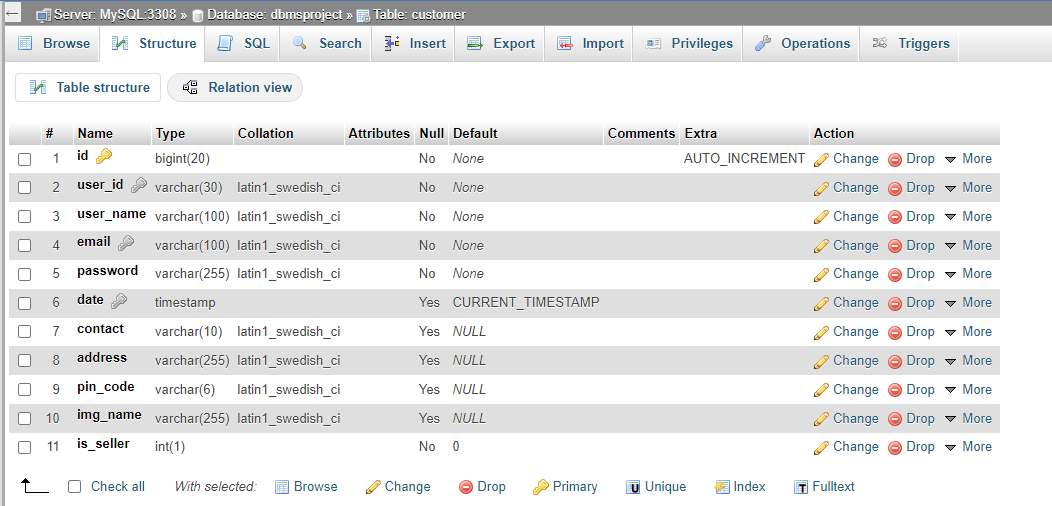 Server: MySQL:3308 » Database: dbmsproject » Table: customer
Browse Structure SQL Search Insert Export Import Privileges Operations Triggers
Table structure Relation view
# Name Type Collation Attributes Null Default Comments Extra Action
1 id bigint(20) No None AUTO_INCREMENT Change Drop More
2 user_id varchar(30) latin1_swedish_ci No None Change Drop More
3 user_name varchar(100) latin1_swedish_ci No None Change Drop More
4 email varchar(100) latin1_swedish_ci No None Change Drop More
5 password varchar(255) latin1_swedish_ci No None Change Drop More
6 date timestamp Yes CURRENT_TIMESTAMP Change Drop More
7 contact varchar(10) latin1_swedish_ci Yes NULL Change Drop More
8 address varchar(255) latin1_swedish_ci Yes NULL Change Drop More
9 pin_code varchar(6) latin1_swedish_ci Yes NULL Change Drop More
10 img_name varchar(255) latin1_swedish_ci Yes NULL Change Drop More
11 is_seller int(1) No 0 Change Drop More
Check all With selected: Browse Change Drop Primary Unique Index Fulltext